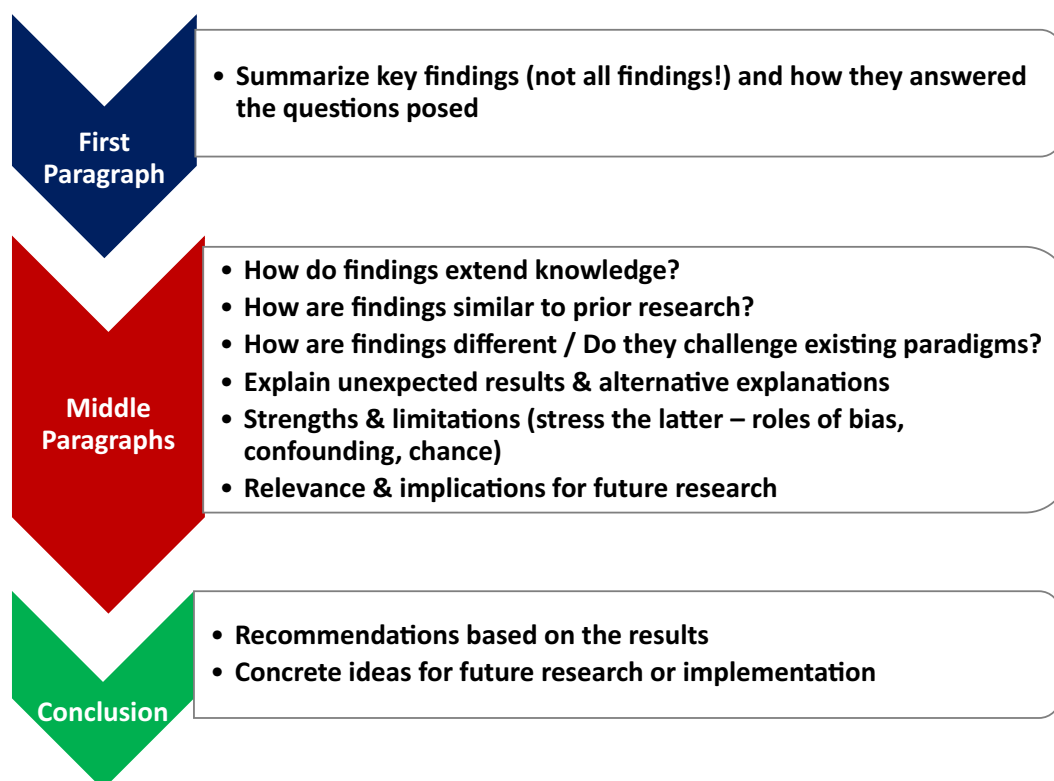 First
Paragraph
• Summarize key findings (not all findings!) and how they answered
the questions posed
Middle
Paragraphs
• How do findings extend knowledge?
• How are findings similar to prior research?
• How are findings different / Do they challenge existing paradigms?
• Explain unexpected results & alternative explanations
• Strengths & limitations (stress the latter – roles of bias,
confounding, chance)
• Relevance & implications for future research
Conclusion
• Recommendations based on the results
• Concrete ideas for future research or implementation